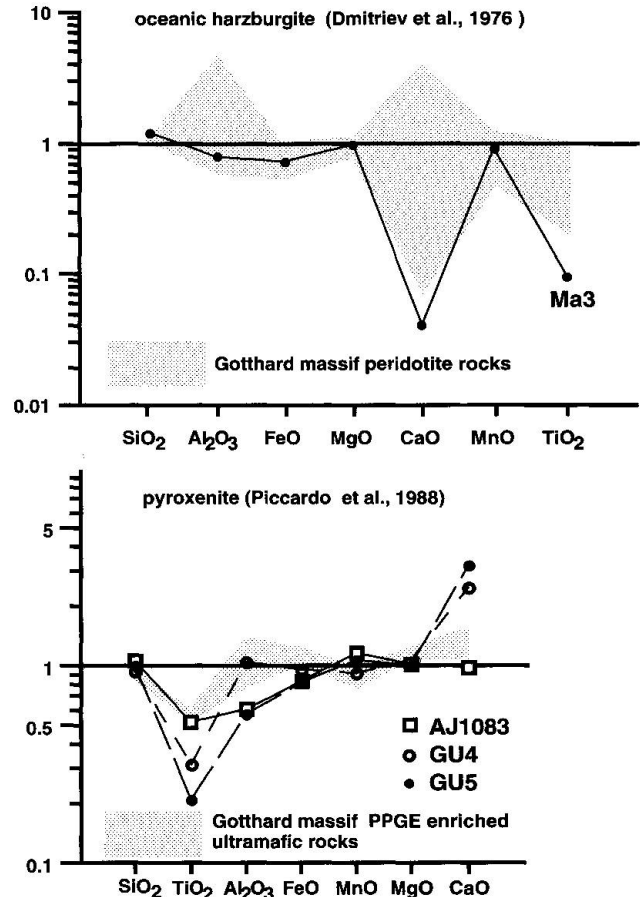 oceanic harzburgite (Dmitriev et al., 1976 )
10
1
0.1
0.01
Ma3
Gotthard massif peridotite rocks
SiO₂ Al₂O₃ FeO MgO CaO MnO TiO₂
pyroxenite (Piccardo et al., 1988)
5
1
0.5
0.1
AJ1083
GU4
GU5
Gotthard massif PPGE enriched
ultramafic rocks
SiO₂ TiO₂ Al₂O₃ FeO MnO MgO CaO